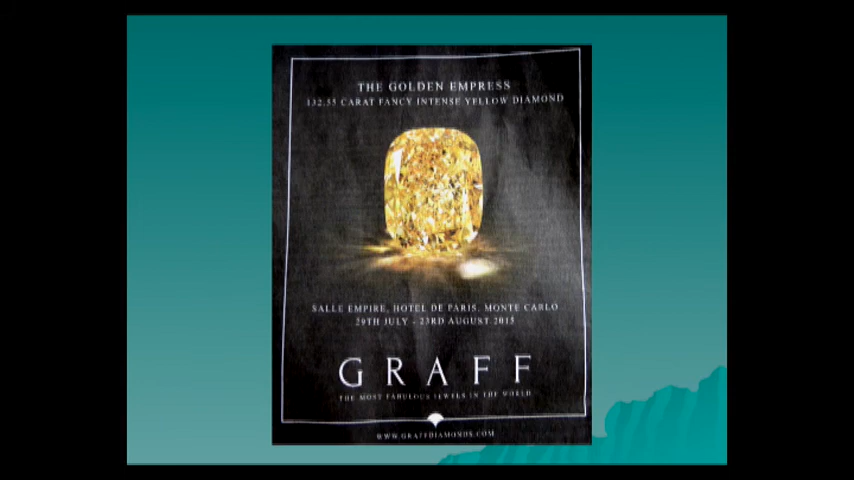 THE GOLDEN EMPRESS
132.55 CARAT FANCY INTENSE YELLOW DIAMOND
SALLE EMPIRE, HOTEL DE PARIS, MONTE CARLO
29TH JULY - 23RD AUGUST 2015
GRAFF
THE MOST FABULOUS JEWELS IN THE WORLD
WWW.GRAFFDIAMONDS.COM